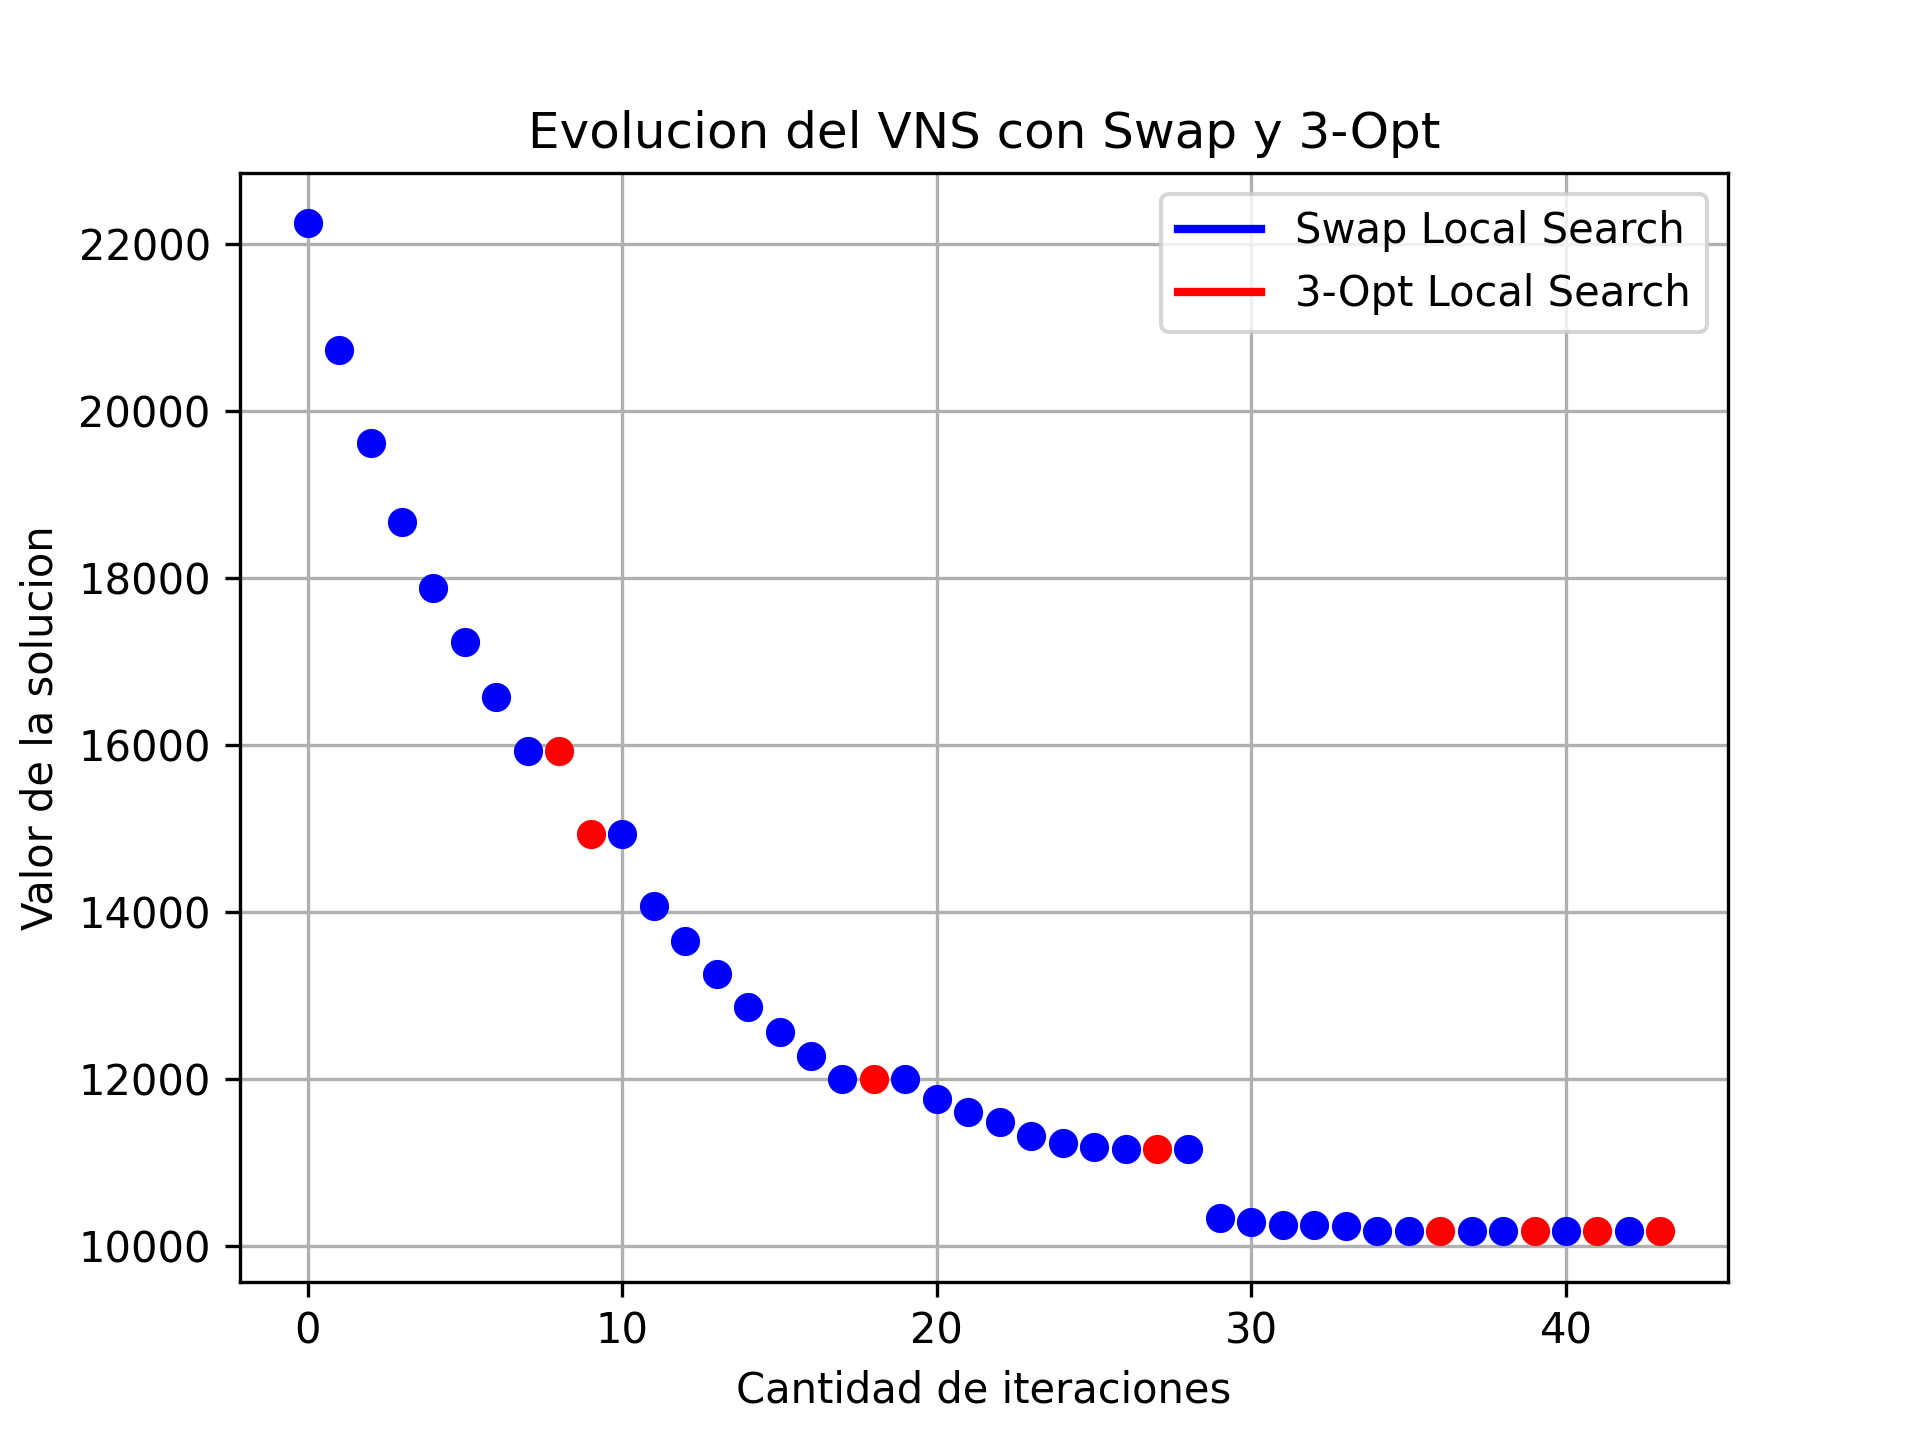 Evolucion del VNS con Swap y 3-Opt
Swap Local Search
3-Opt Local Search
Valor de la solucion
22000
20000
18000
16000
14000
12000
10000
0 10 20 30 40
Cantidad de iteraciones